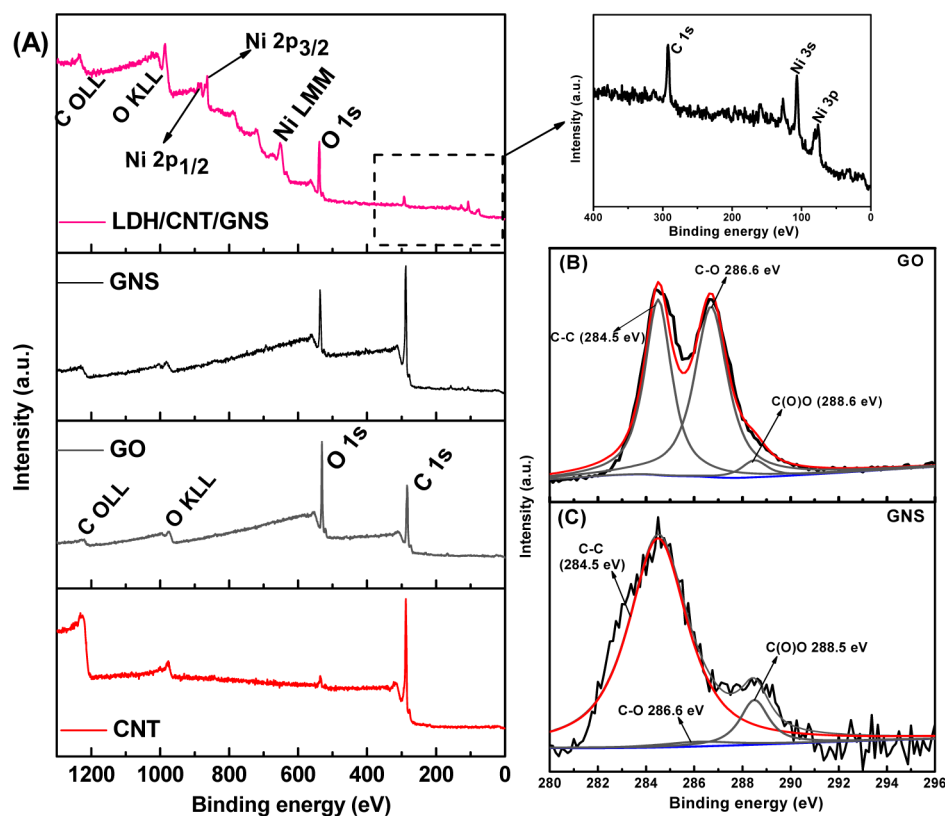 (A)
Ni 2p3/2
C OLL
O KLL
Ni 2p1/2
Ni LMM
O 1s
LDH/CNT/GNS
GNS
GO
C OLL
O KLL
O 1s
C 1s
CNT
Intensity (a.u.)
1200 1000 800 600 400 200 0
Binding energy (eV)
C 1s
Ni 3s
Ni 3p
Intensity (a.u.)
400 300 200 100 0
Binding energy (eV)
(B)
GO
C-O 286.6 eV
C-C (284.5 eV)
C(O)O (288.6 eV)
Intensity (a.u.)
(C)
GNS
C-C
(284.5 eV)
C(O)O 288.5 eV
C-O 286.6 eV
280 282 284 286 288 290 292 294 296
Binding energy (eV)